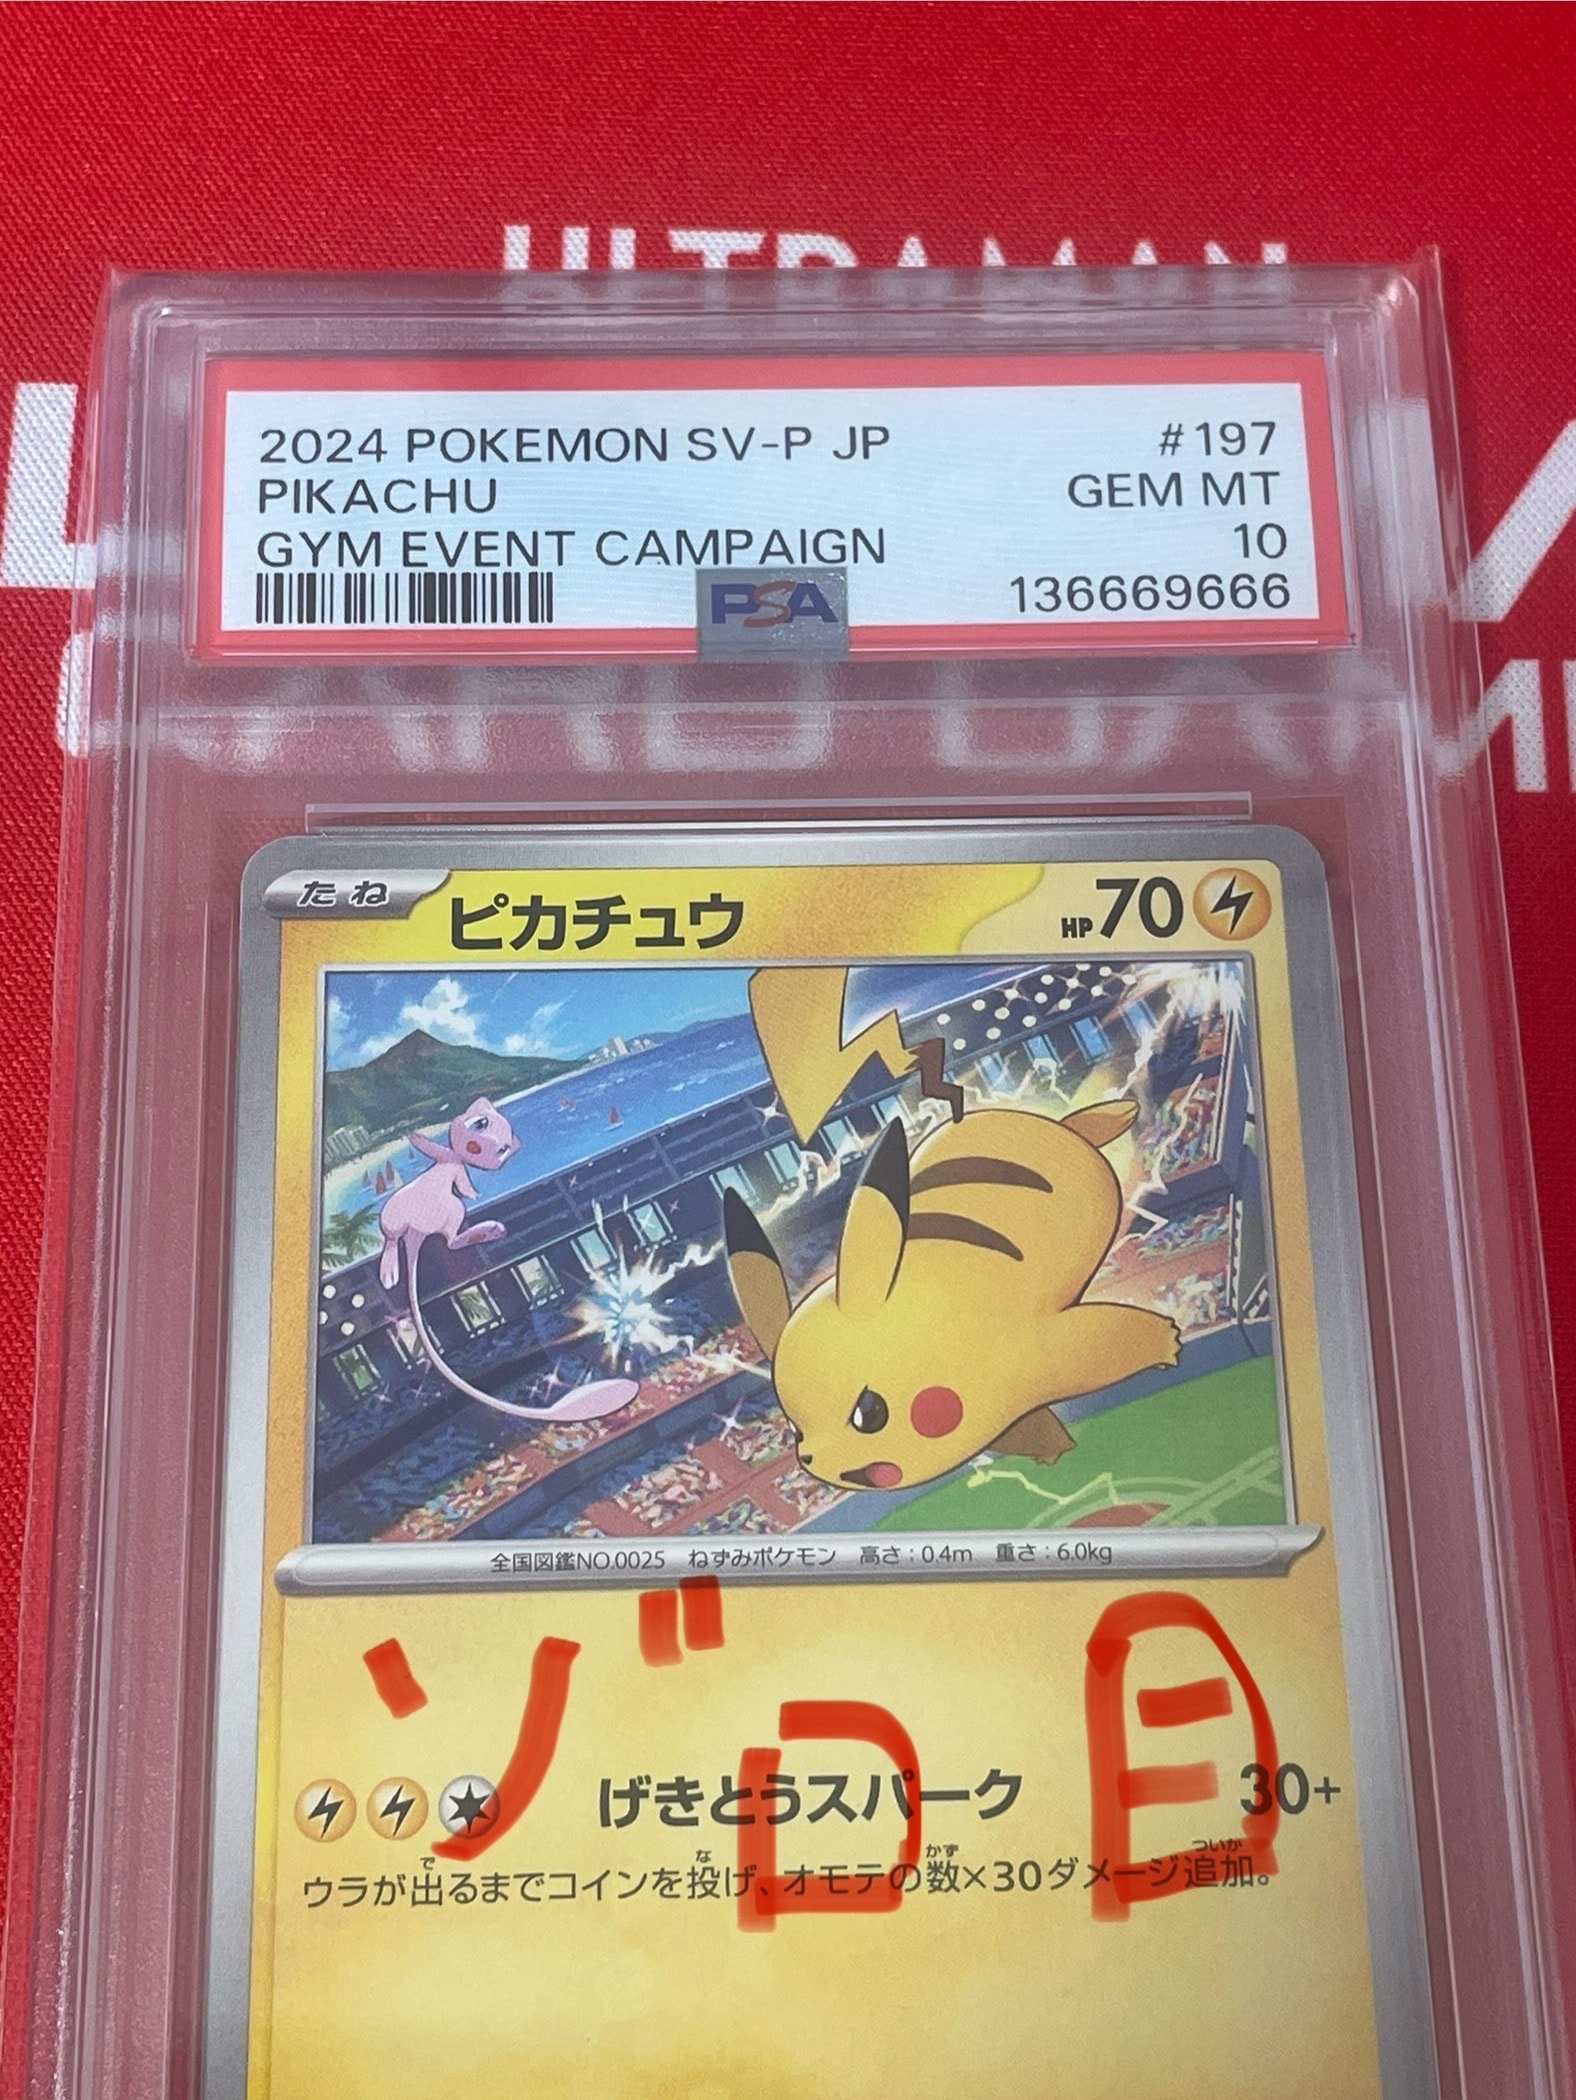 ULTRAMAN
2024 POKEMON SV-P JP #197
PIKACHU GEM MT
GYM EVENT CAMPAIGN 10
PSA 136669666
CARD GAME
たね ピカチュウ HP70
全国図鑑NO.0025 ねずみポケモン 高さ:0.4m 重さ:6.0kg
ゾロ目
げきとうスパーク 30+
ウラが出るまでコインを投げ、オモテの数×30ダメージ追加。